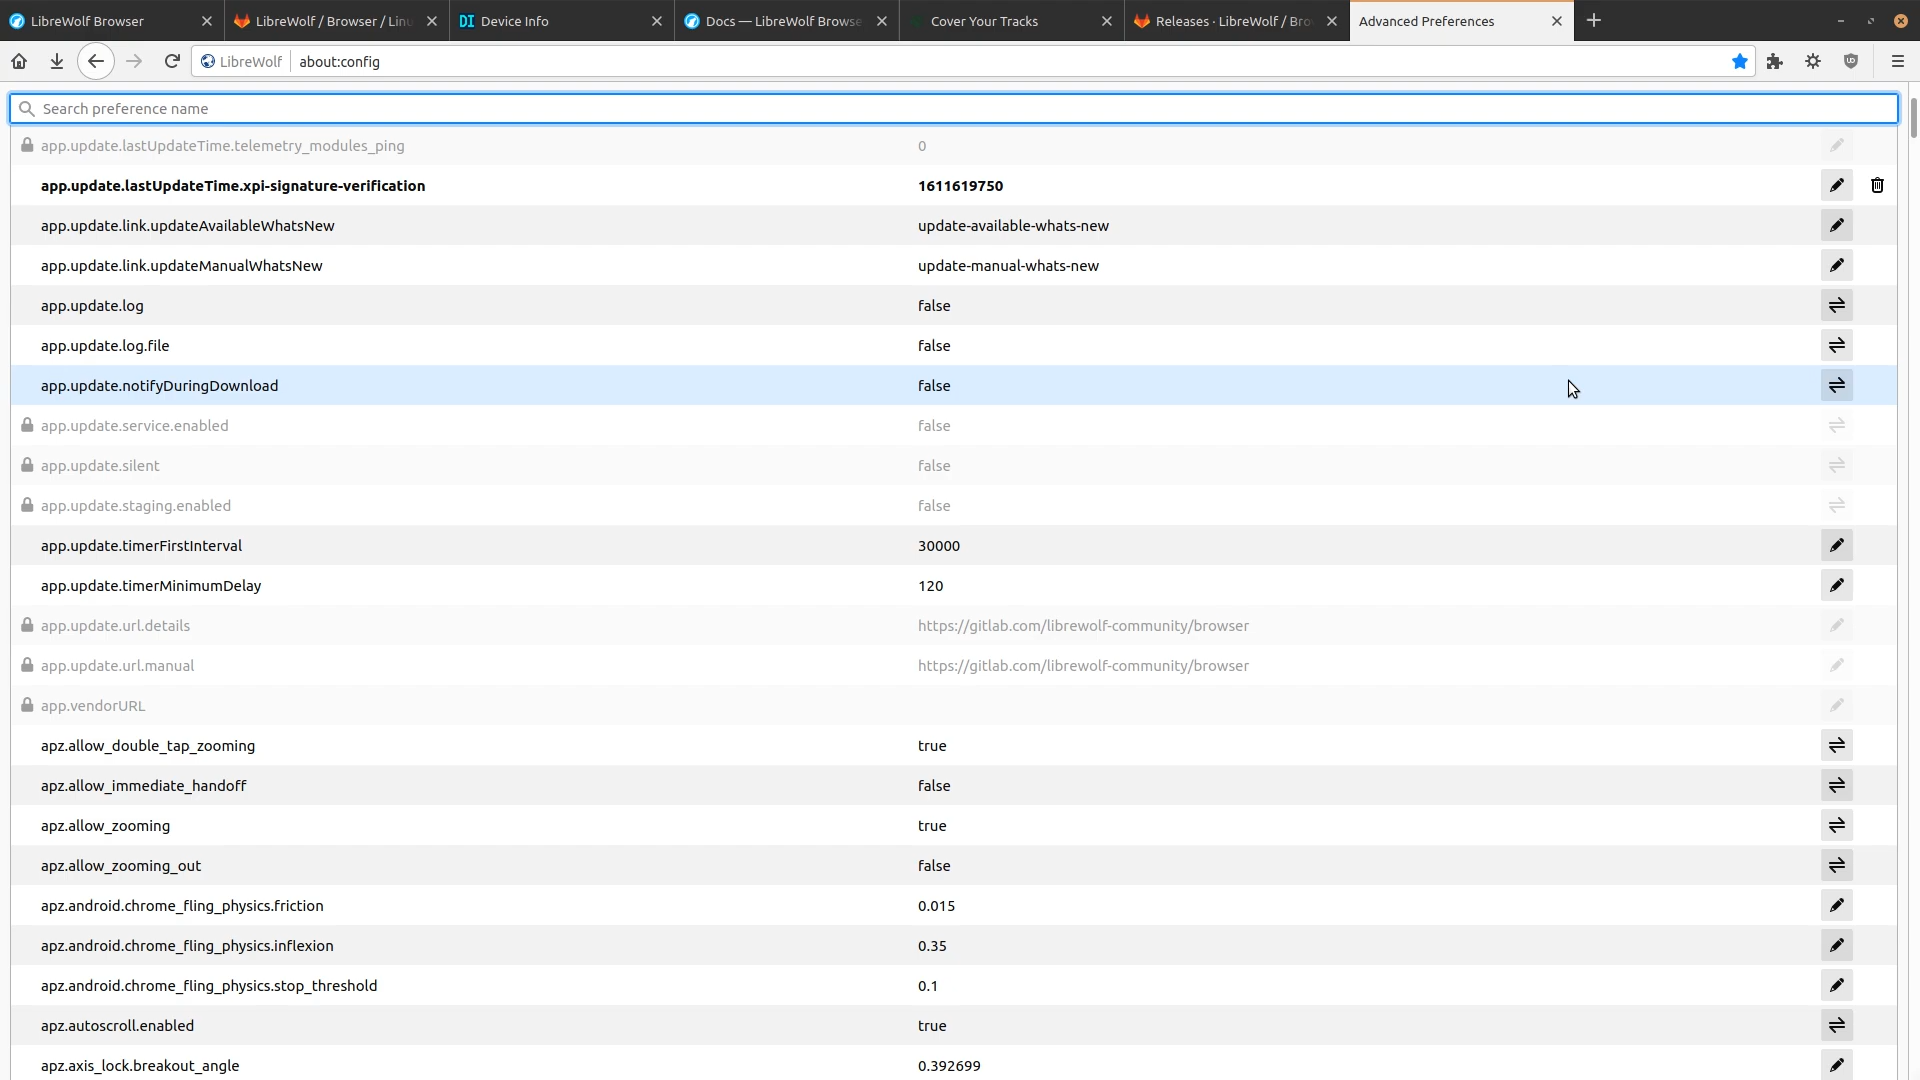 LibreWolf Browser
LibreWolf / Browser / Linu
DI Device Info
Docs — LibreWolf Browse
Cover Your Tracks
Releases · LibreWolf / Bro
Advanced Preferences
LibreWolf about:config
Search preference name
app.update.lastUpdateTime.telemetry_modules_ping 0
app.update.lastUpdateTime.xpi-signature-verification 1611619750
app.update.link.updateAvailableWhatsNew update-available-whats-new
app.update.link.updateManualWhatsNew update-manual-whats-new
app.update.log false
app.update.log.file false
app.update.notifyDuringDownload false
app.update.service.enabled false
app.update.silent false
app.update.staging.enabled false
app.update.timerFirstInterval 30000
app.update.timerMinimumDelay 120
app.update.url.details https://gitlab.com/librewolf-community/browser
app.update.url.manual https://gitlab.com/librewolf-community/browser
app.vendorURL
apz.allow_double_tap_zooming true
apz.allow_immediate_handoff false
apz.allow_zooming true
apz.allow_zooming_out false
apz.android.chrome_fling_physics.friction 0.015
apz.android.chrome_fling_physics.inflexion 0.35
apz.android.chrome_fling_physics.stop_threshold 0.1
apz.autoscroll.enabled true
apz.axis_lock.breakout_angle 0.392699